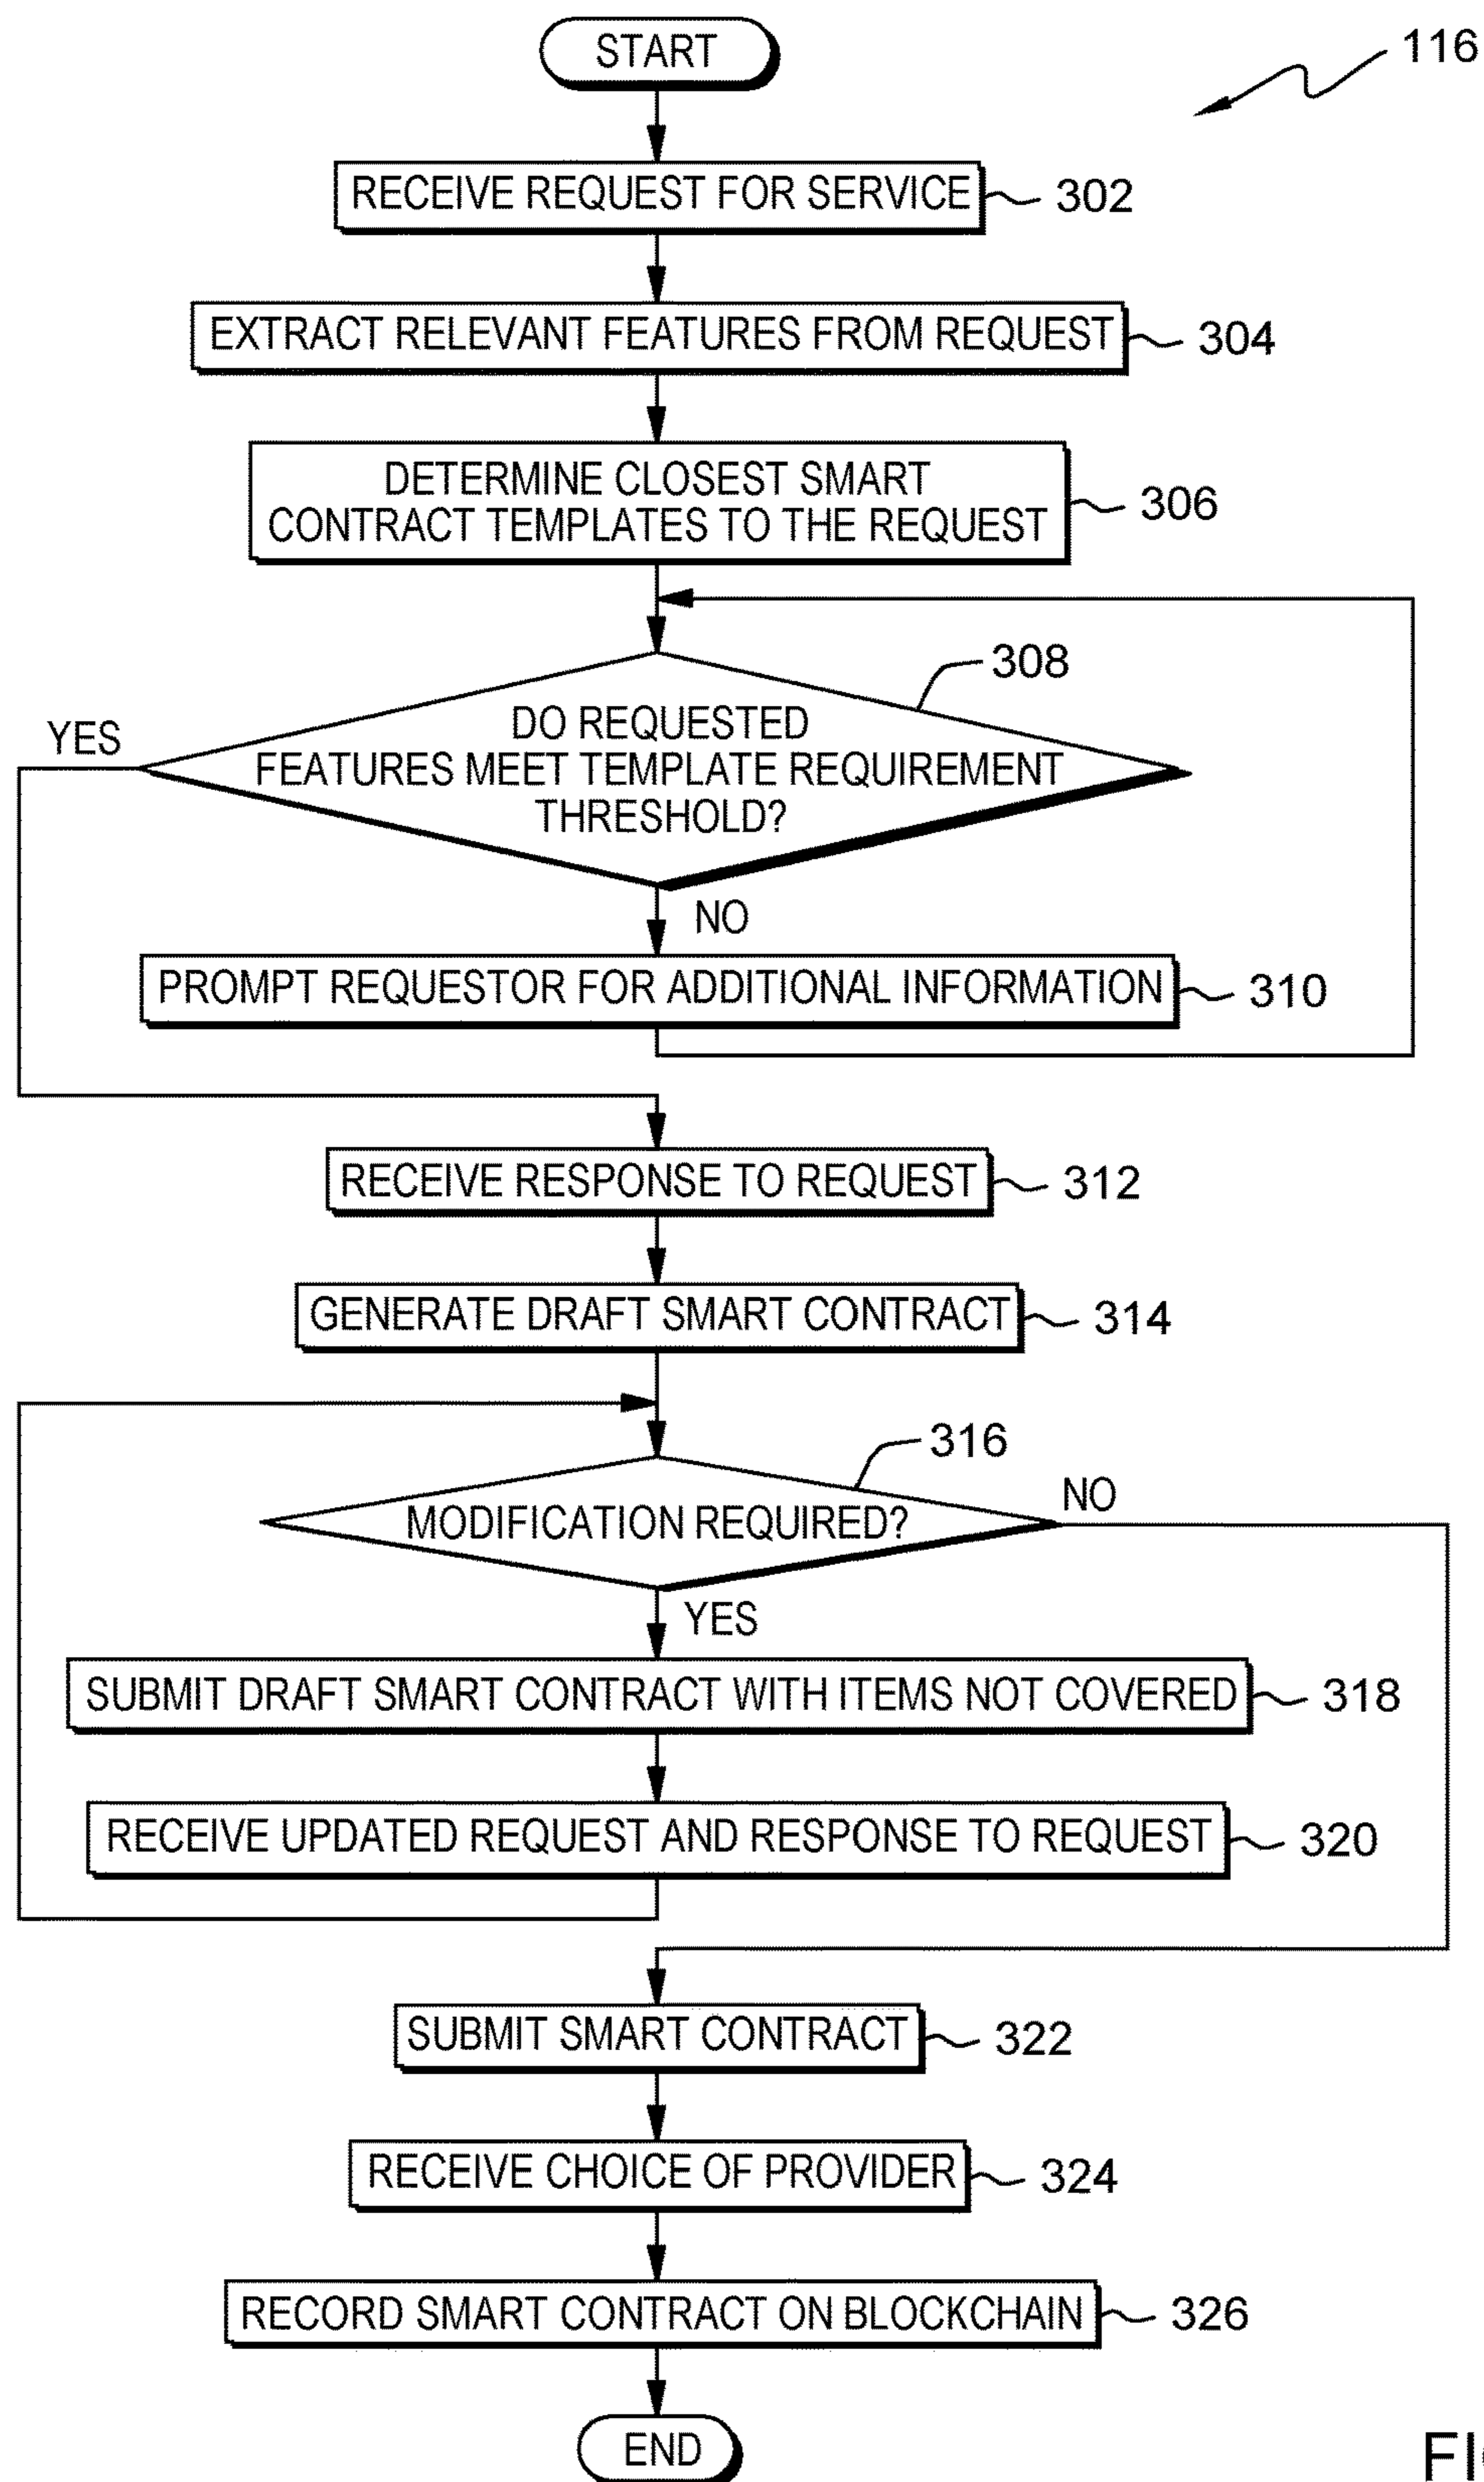 START
116
RECEIVE REQUEST FOR SERVICE
302
EXTRACT RELEVANT FEATURES FROM REQUEST
304
DETERMINE CLOSEST SMART
CONTRACT TEMPLATES TO THE REQUEST
306
308
YES
DO REQUESTED
FEATURES MEET TEMPLATE REQUIREMENT
THRESHOLD?
NO
PROMPT REQUESTOR FOR ADDITIONAL INFORMATION
310
RECEIVE RESPONSE TO REQUEST
312
GENERATE DRAFT SMART CONTRACT
314
316
NO
MODIFICATION REQUIRED?
YES
SUBMIT DRAFT SMART CONTRACT WITH ITEMS NOT COVERED
318
RECEIVE UPDATED REQUEST AND RESPONSE TO REQUEST
320
SUBMIT SMART CONTRACT
322
RECEIVE CHOICE OF PROVIDER
324
RECORD SMART CONTRACT ON BLOCKCHAIN
326
END